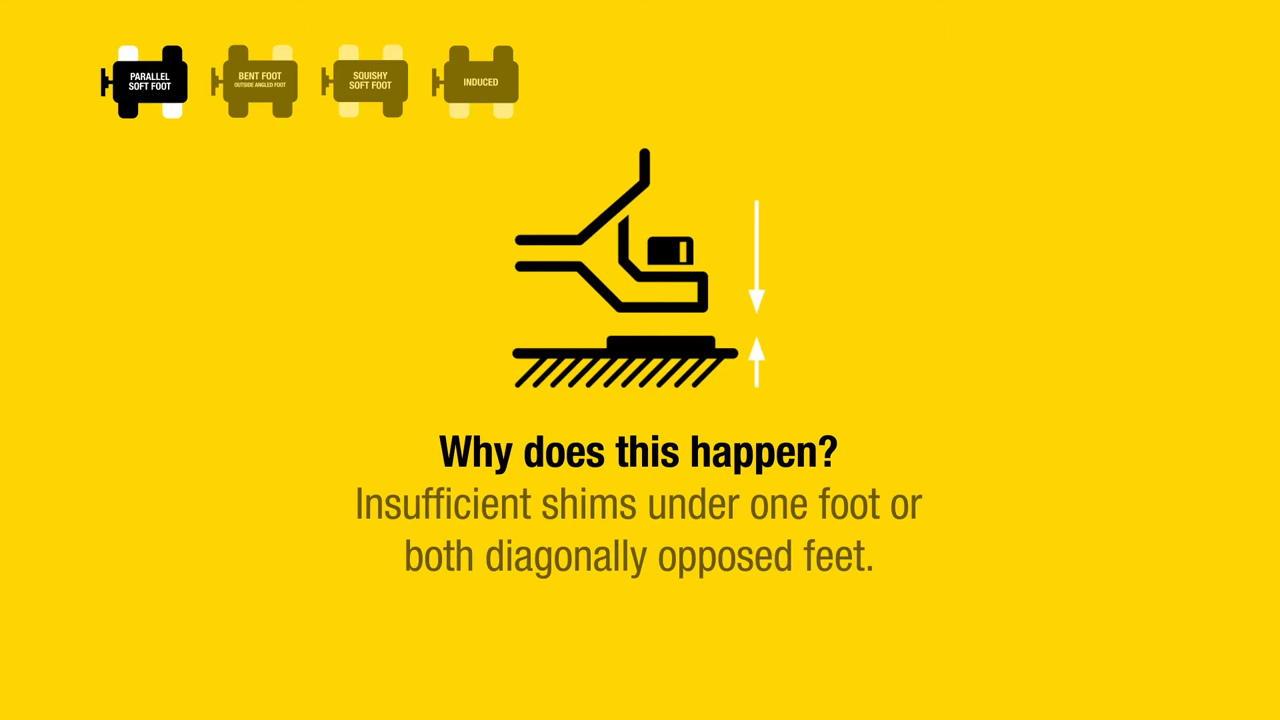 PARALLEL
SOFT FOOT
BENT FOOT
OUTSIDE ANGLED FOOT
SQUISHY
SOFT FOOT
INDUCED
Why does this happen?
Insufficient shims under one foot or
both diagonally opposed feet.